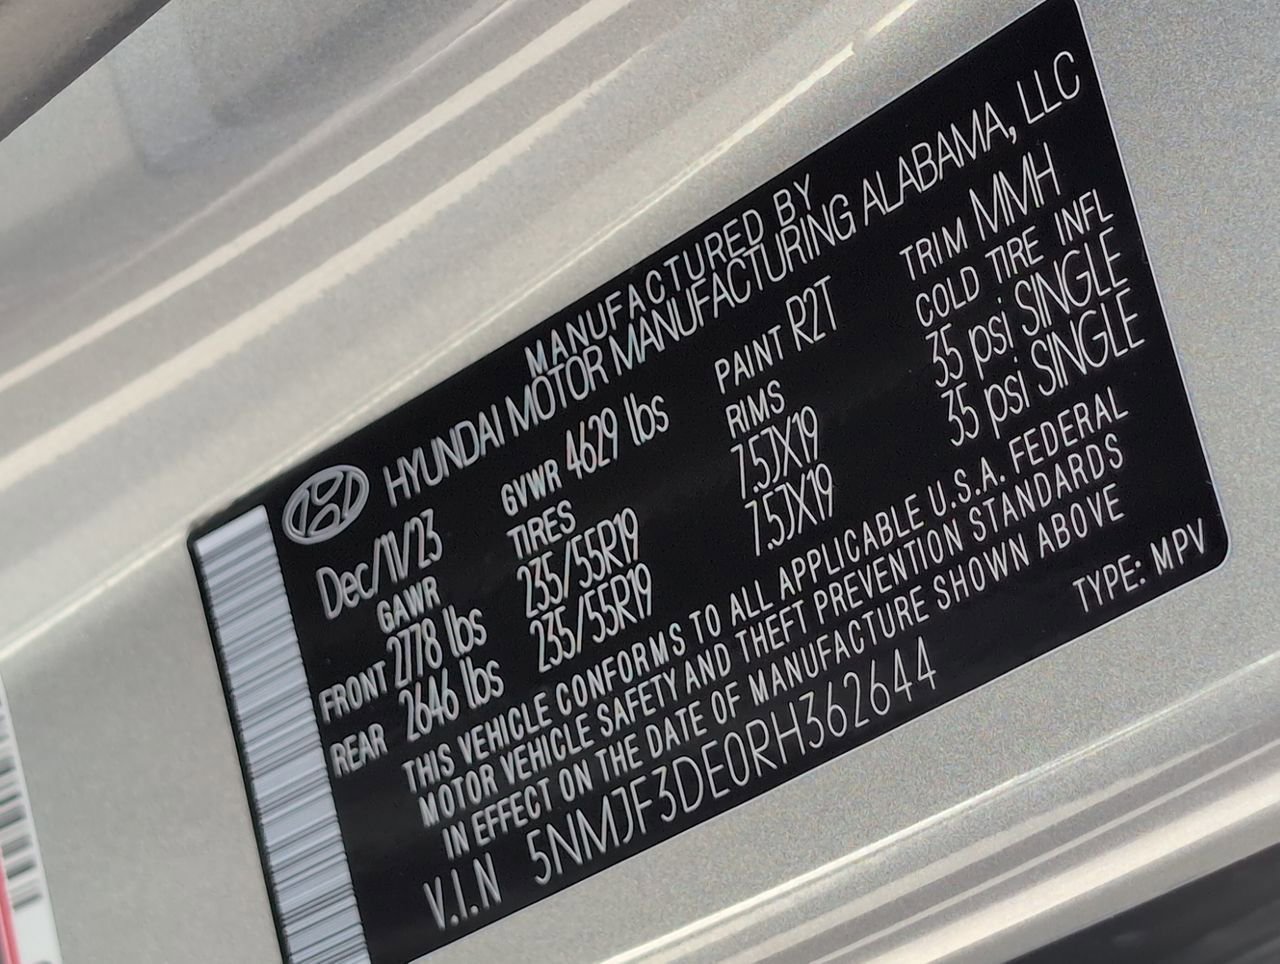 MANUFACTURED BY
HYUNDAI MOTOR MANUFACTURING ALABAMA, LLC
Dec/11/23 GVWR 4629 lbs PAINT R2T TRIM MMH
GAWR TIRES RIMS COLD TIRE INFL
FRONT 2778 lbs 235/55R19 7.5JX19 35 psi SINGLE
REAR 2646 lbs 235/55R19 7.5JX19 35 psi SINGLE
THIS VEHICLE CONFORMS TO ALL APPLICABLE U.S.A. FEDERAL
MOTOR VEHICLE SAFETY AND THEFT PREVENTION STANDARDS
IN EFFECT ON THE DATE OF MANUFACTURE SHOWN ABOVE
V.I.N 5NMJF3DE0RH362644 TYPE: MPV